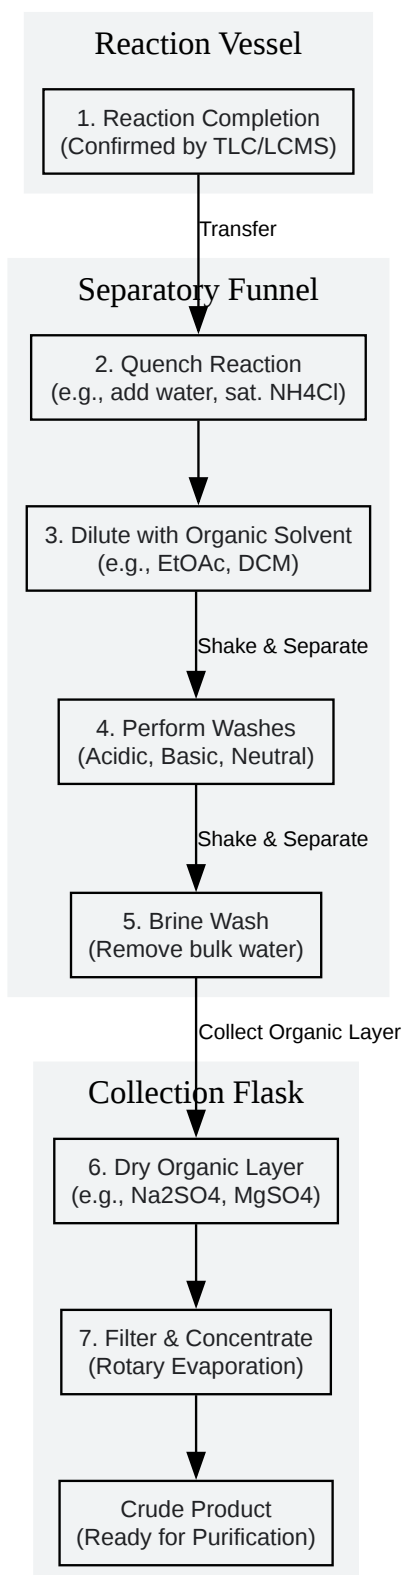 Reaction Vessel
1. Reaction Completion
(Confirmed by TLC/LCMS)
Transfer
Separatory Funnel
2. Quench Reaction
(e.g., add water, sat. NH4Cl)
3. Dilute with Organic Solvent
(e.g., EtOAc, DCM)
Shake & Separate
4. Perform Washes
(Acidic, Basic, Neutral)
Shake & Separate
5. Brine Wash
(Remove bulk water)
Collect Organic Layer
Collection Flask
6. Dry Organic Layer
(e.g., Na2SO4, MgSO4)
7. Filter & Concentrate
(Rotary Evaporation)
Crude Product
(Ready for Purification)